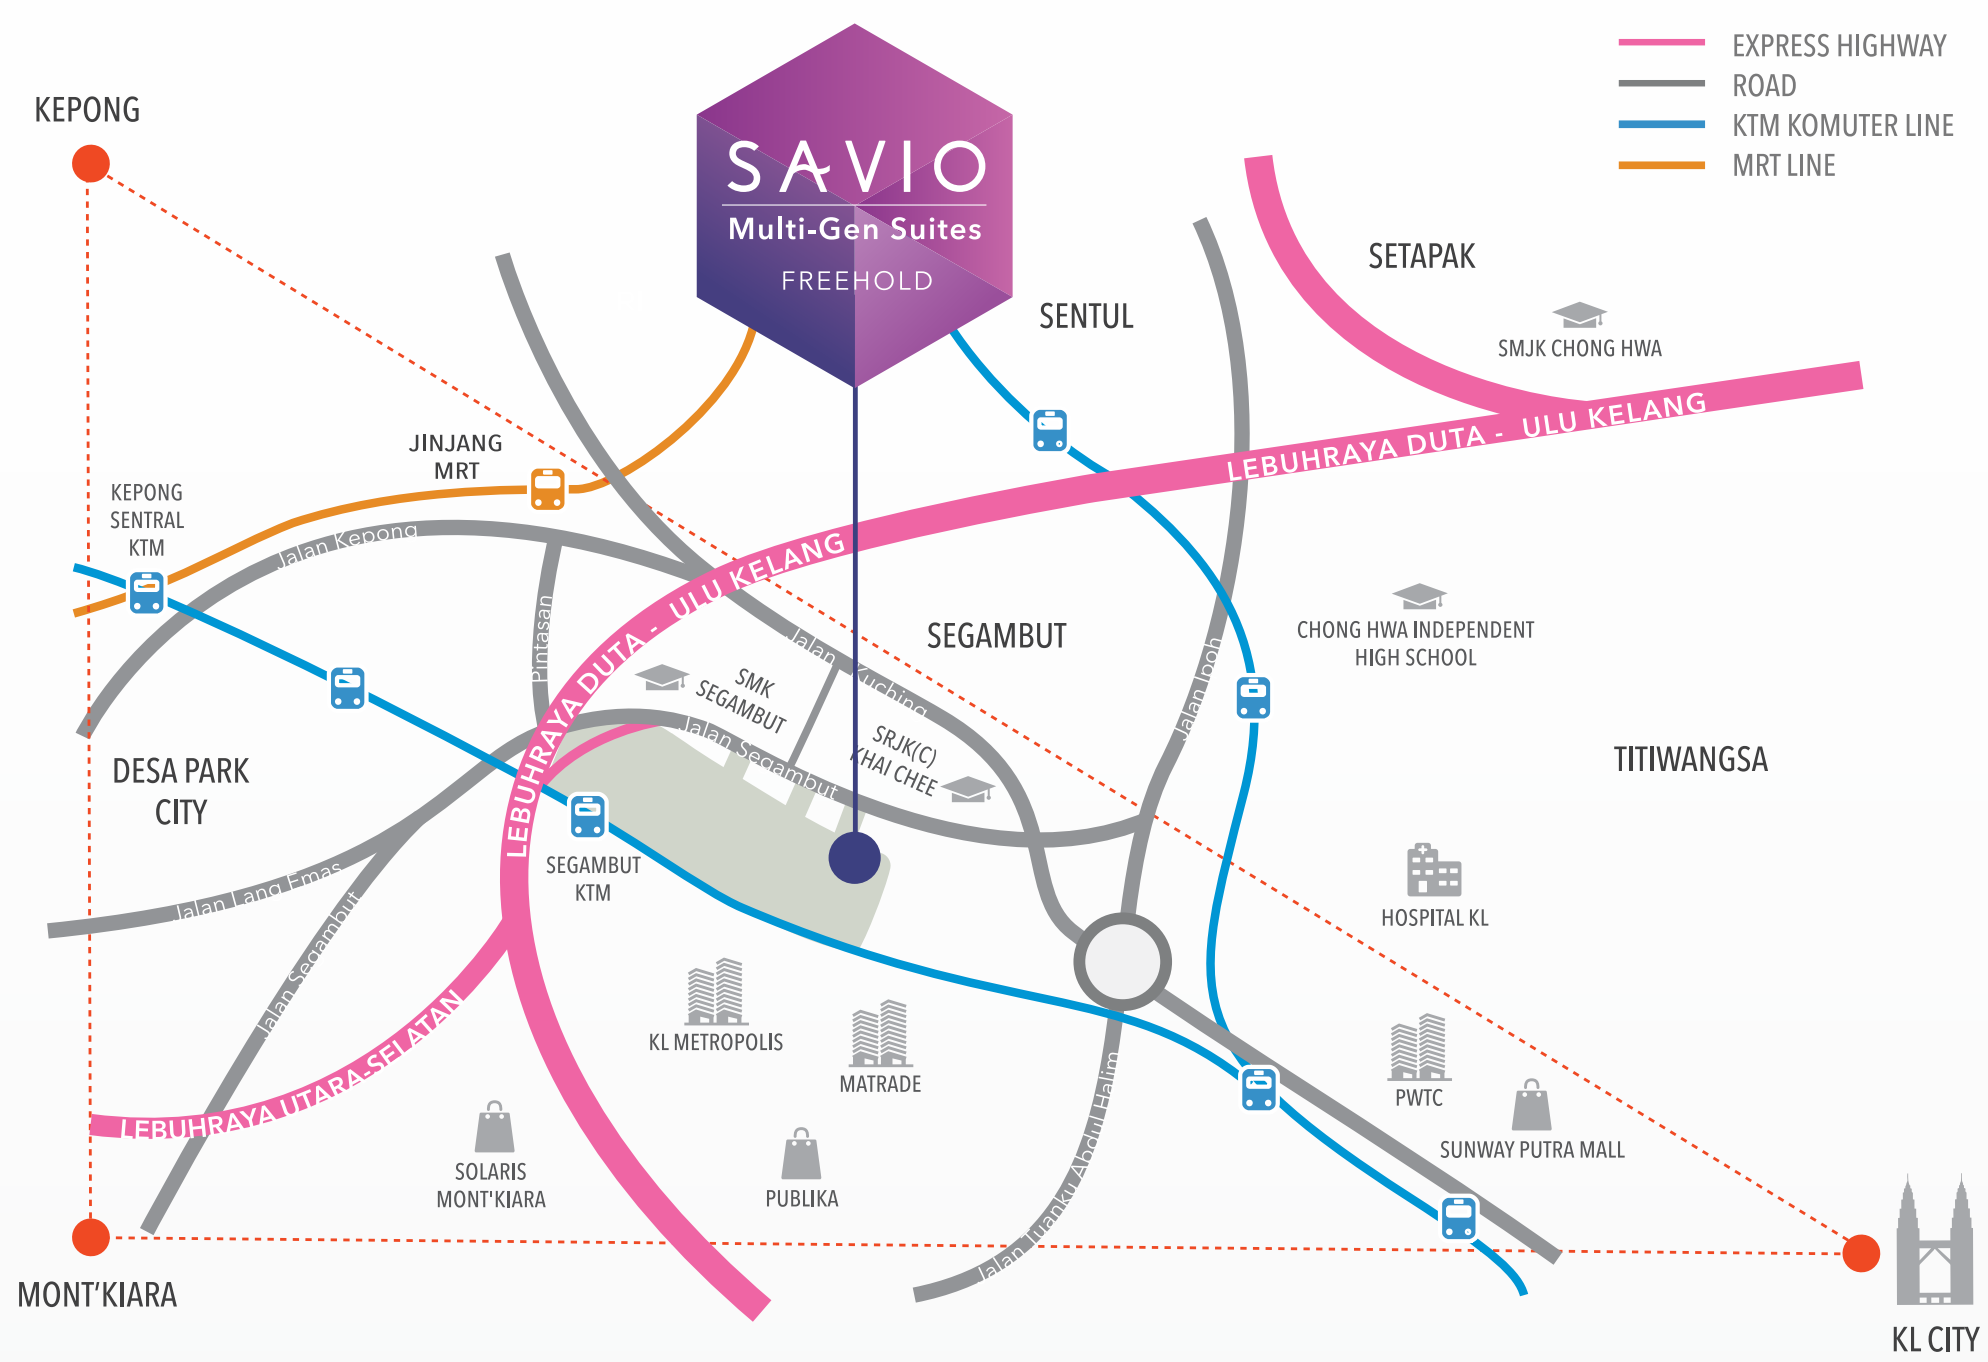 SAVIO
Multi-Gen Suites
FREEHOLD
EXPRESS HIGHWAY
ROAD
KTM KOMUTER LINE
MRT LINE
KEPONG
SETAPAK
SENTUL
SMJK CHONG HWA
LEBUHRAYA DUTA - ULU KELANG
JINJANG
MRT
KEPONG
SENTRAL
KTM
Jalan Kepong
LEBUHRAYA DUTA - ULU KELANG
Pintasan
Jalan Kuching
SEGAMBUT
CHONG HWA INDEPENDENT
HIGH SCHOOL
Jalan Ipoh
SMK
SEGAMBUT
SRJK(C)
KHAI CHEE
Jalan Segambut
TITIWANGSA
DESA PARK
CITY
SEGAMBUT
KTM
Jalan Lang Emas
Jalan Segambut
HOSPITAL KL
LEBUHRAYA UTARA-SELATAN
KL METROPOLIS
MATRADE
PWTC
SUNWAY PUTRA MALL
SOLARIS
MONT'KIARA
PUBLIKA
Jalan Tuanku Abdul Halim
MONT'KIARA
KL CITY